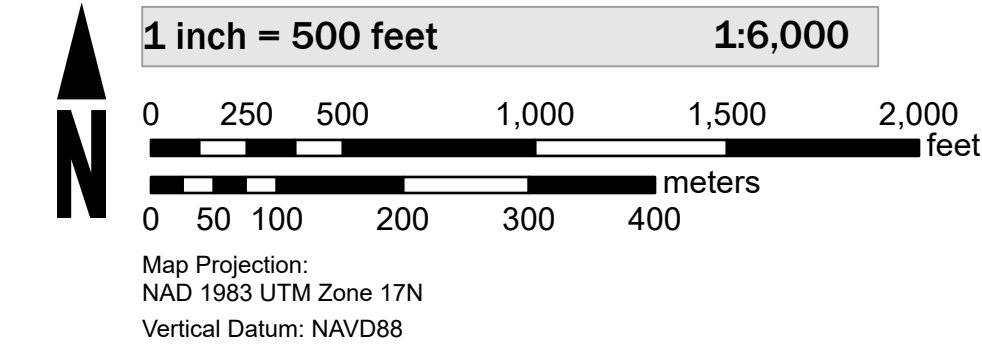 1 inch = 500 feet 1:6,000
0 250 500 1,000 1,500 2,000
feet
meters
0 50 100 200 300 400
N
Map Projection:
NAD 1983 UTM Zone 17N
Vertical Datum: NAVD88